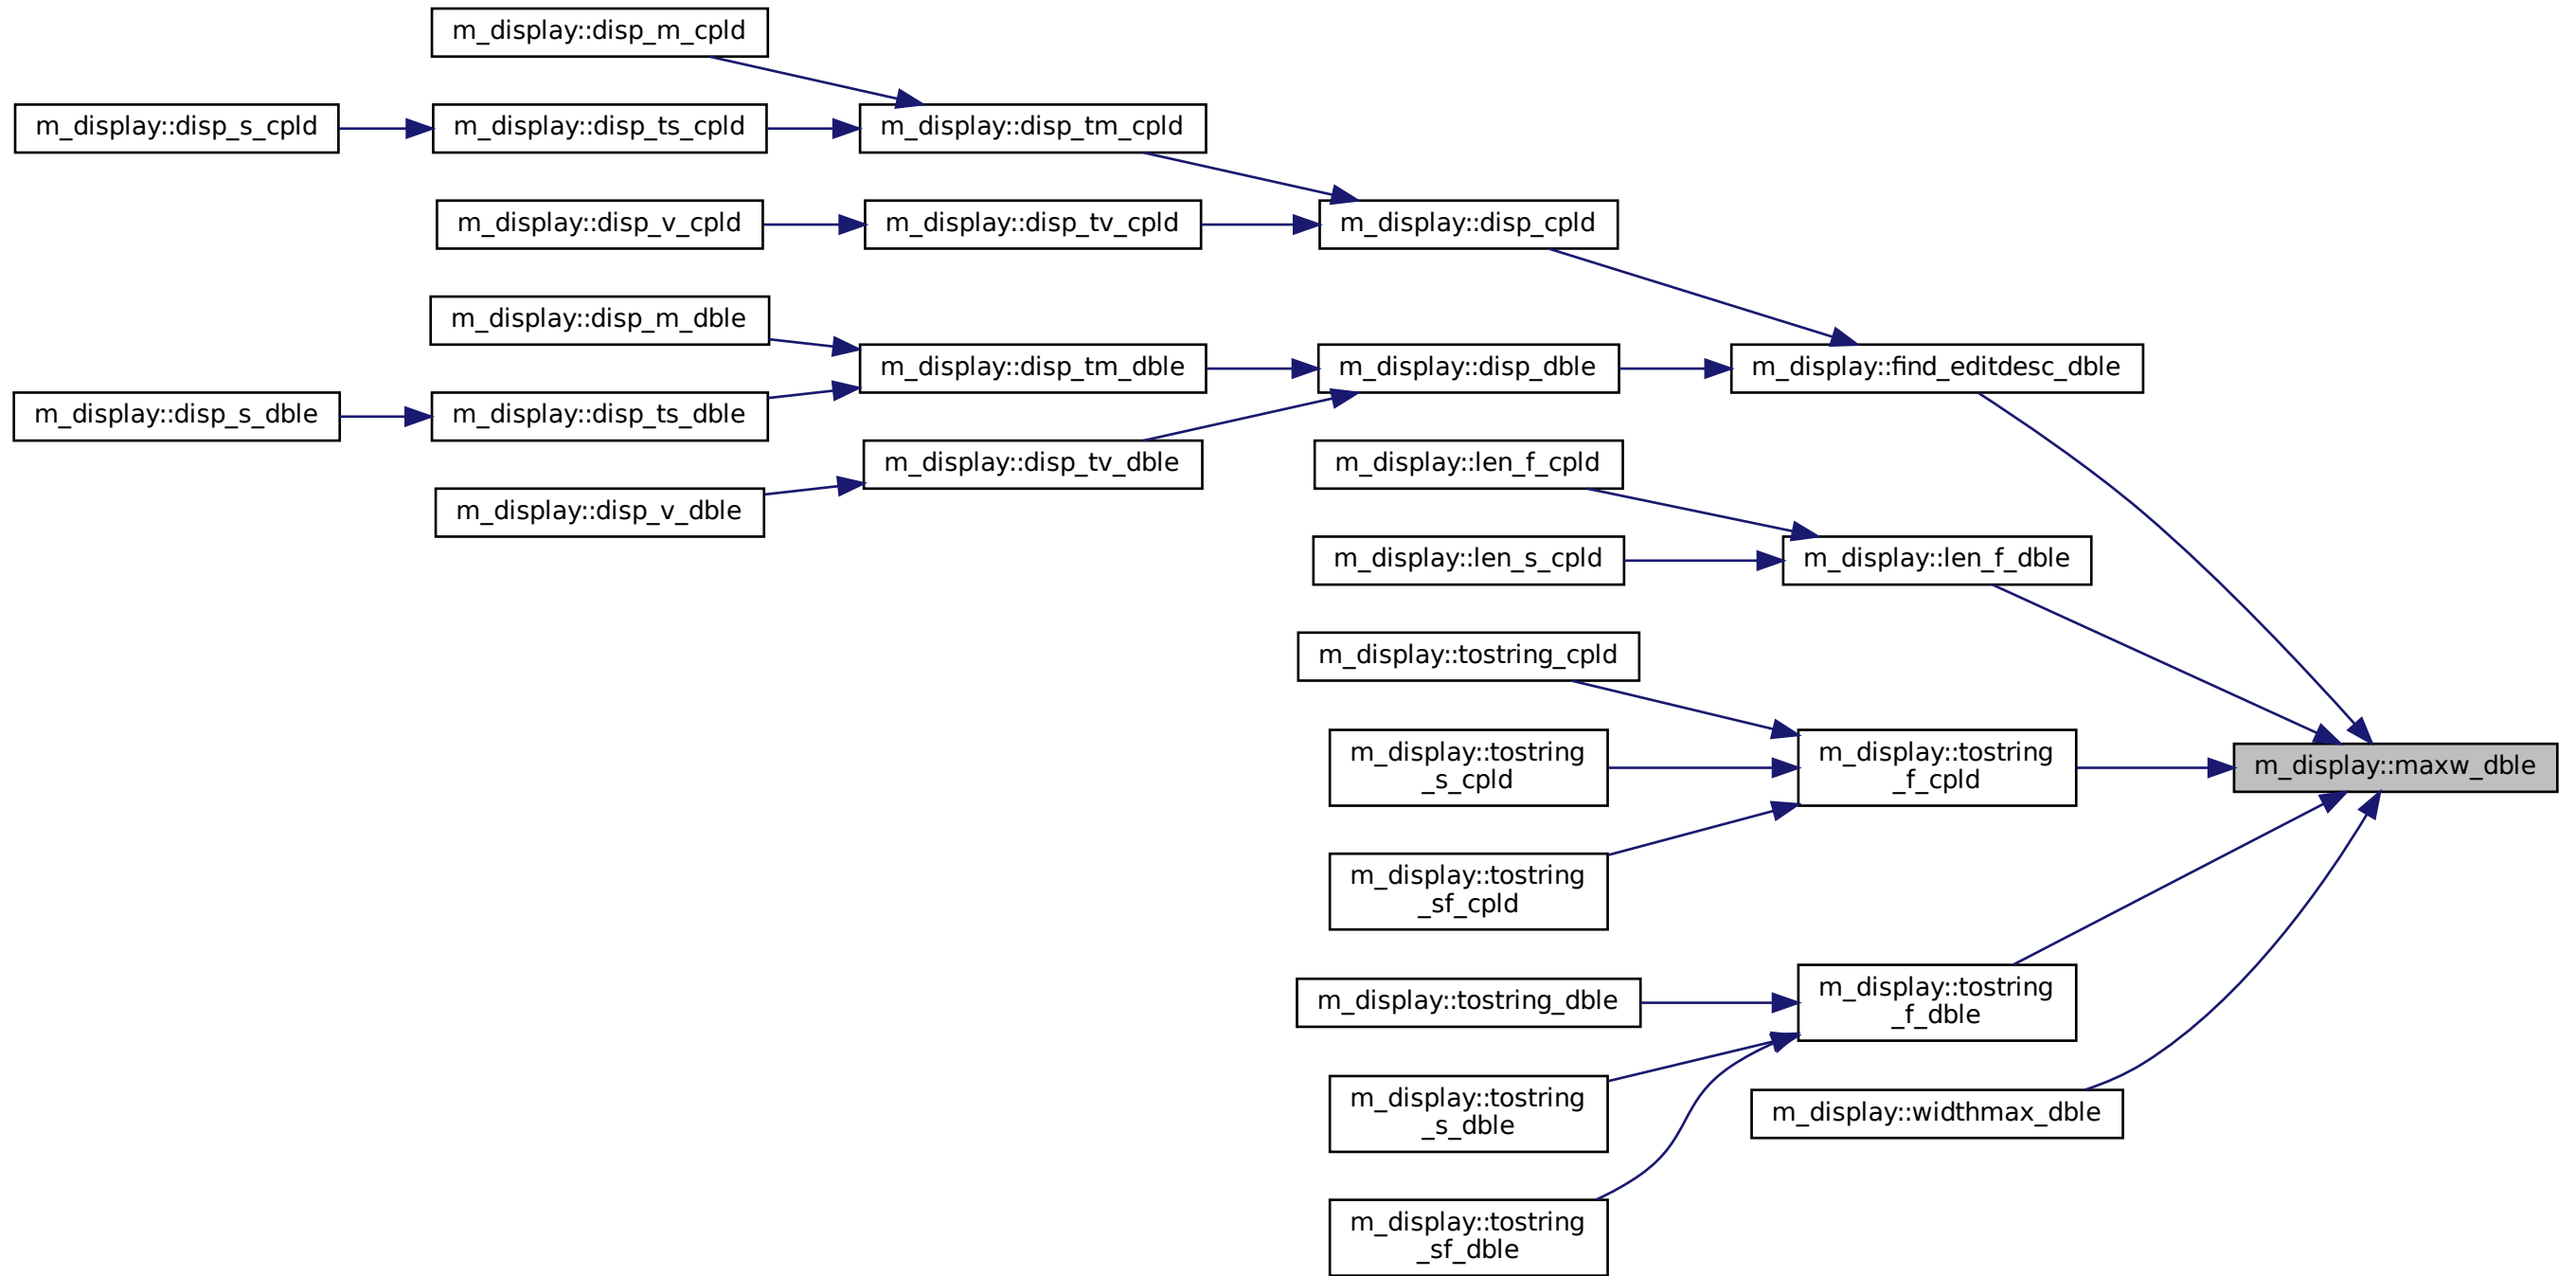 m_display::disp_m_cpld
m_display::disp_s_cpld
m_display::disp_ts_cpld
m_display::disp_tm_cpld
m_display::disp_v_cpld
m_display::disp_tv_cpld
m_display::disp_cpld
m_display::disp_m_dble
m_display::disp_tm_dble
m_display::disp_dble
m_display::find_editdesc_dble
m_display::disp_s_dble
m_display::disp_ts_dble
m_display::disp_tv_dble
m_display::len_f_cpld
m_display::disp_v_dble
m_display::len_s_cpld
m_display::len_f_dble
m_display::tostring_cpld
m_display::tostring
_s_cpld
m_display::tostring
_f_cpld
m_display::maxw_dble
m_display::tostring
_sf_cpld
m_display::tostring_dble
m_display::tostring
_f_dble
m_display::tostring
_s_dble
m_display::widthmax_dble
m_display::tostring
_sf_dble